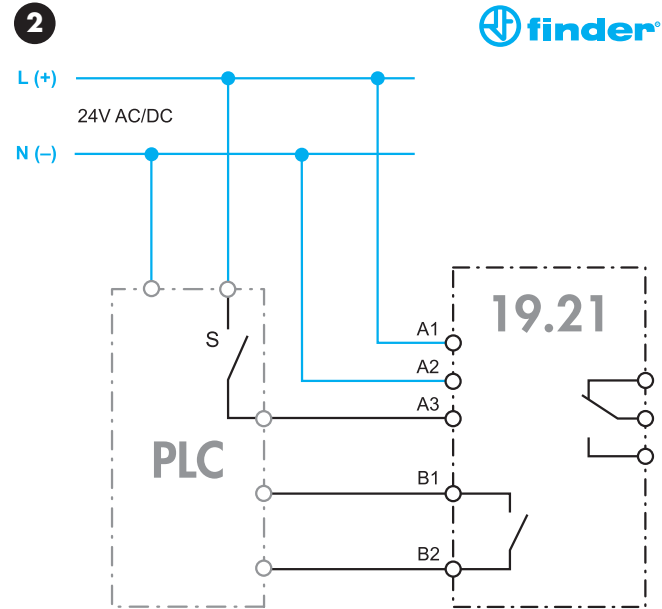 2
finder
L (+)
24V AC/DC
N (–)
19.21
A1
S
A2
A3
PLC
B1
B2